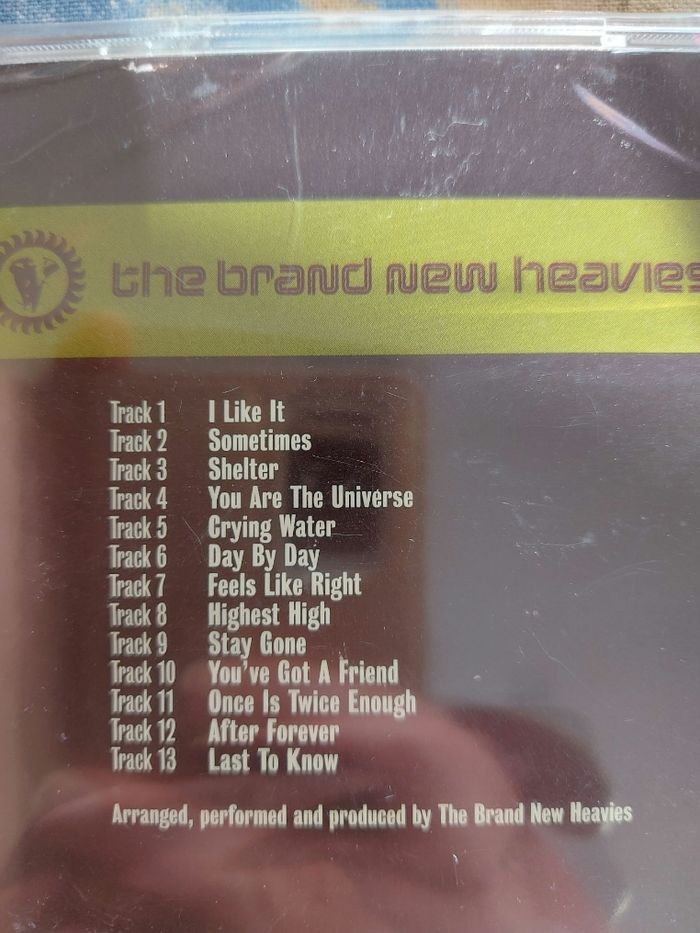 the brand new heavies
Track 1 I Like It
Track 2 Sometimes
Track 3 Shelter
Track 4 You Are The Universe
Track 5 Crying Water
Track 6 Day By Day
Track 7 Feels Like Right
Track 8 Highest High
Track 9 Stay Gone
Track 10 You've Got A Friend
Track 11 Once Is Twice Enough
Track 12 After Forever
Track 13 Last To Know
Arranged, performed and produced by The Brand New Heavies